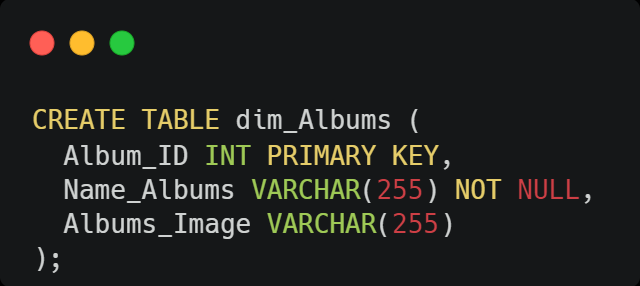 CREATE TABLE dim_Albums (
  Album_ID INT PRIMARY KEY,
  Name_Albums VARCHAR(255) NOT NULL,
  Albums_Image VARCHAR(255)
);